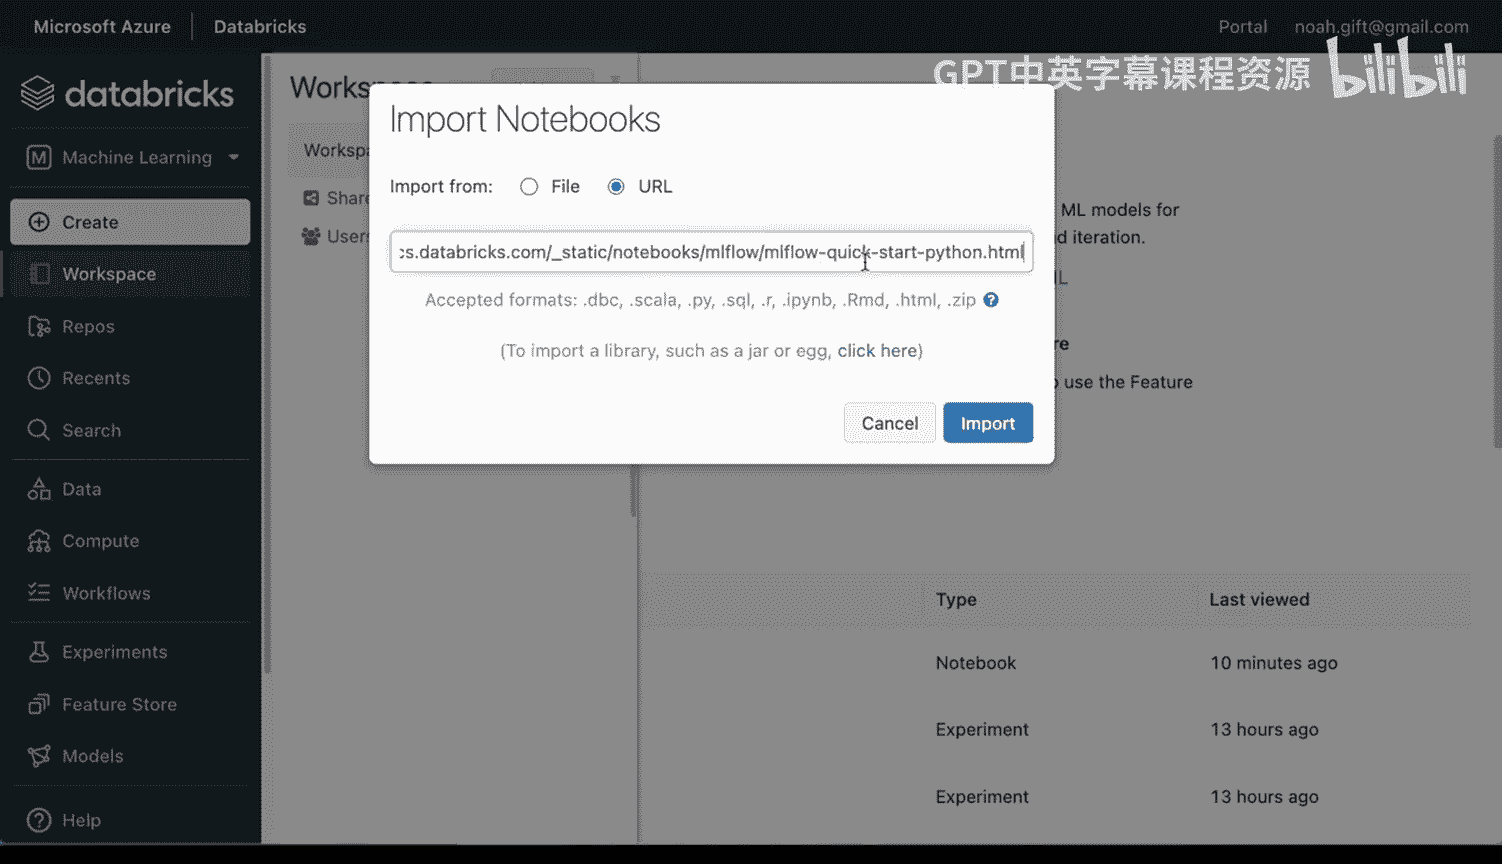 Microsoft Azure Databricks Portal noah.gift@gmail.com
GPT中英字幕课程资源 bilibili
databricks
Machine Learning
Create
Workspace
Repos
Recents
Search
Data
Compute
Workflows
Experiments
Feature Store
Models
Help
Import Notebooks
Import from: File URL
cs.databricks.com/_static/notebooks/mlflow/mlflow-quick-start-python.html
Accepted formats: .dbc, .scala, .py, .sql, .r, .ipynb, .Rmd, .html, .zip ?
(To import a library, such as a jar or egg, click here)
Cancel Import
ML models for
iteration.
use the Feature
Type Last viewed
Notebook 10 minutes ago
Experiment 13 hours ago
Experiment 13 hours ago